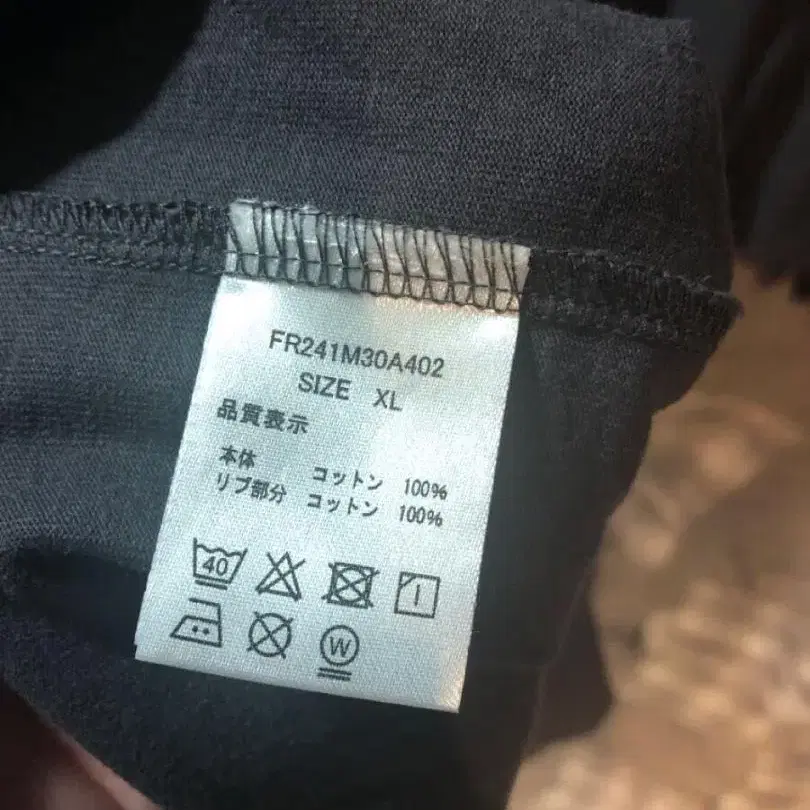 FR241M30A402
SIZE XL
品質表示
本体 コットン 100%
リブ部分 コットン 100%
40
W